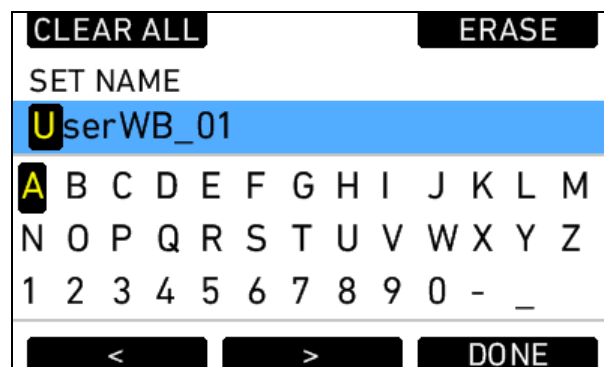 CLEAR ALL ERASE
SET NAME
UserWB_01
A B C D E F G H I J K L M
N O P Q R S T U V W X Y Z
1 2 3 4 5 6 7 8 9 0 - _
< > DONE